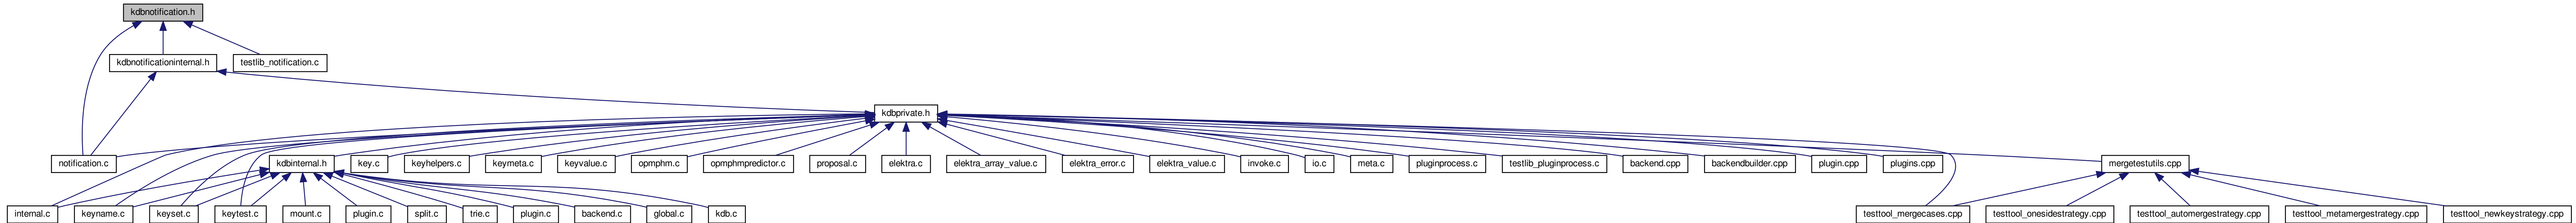 kdbnotification.h
kdbnotificationinternal.h
testlib_notification.c
kdbprivate.h
notification.c
kdbinternal.h
key.c
keyhelpers.c
keymeta.c
keyvalue.c
opmphm.c
opmphmpredictor.c
proposal.c
elektra.c
elektra_array_value.c
elektra_error.c
elektra_value.c
invoke.c
io.c
meta.c
pluginprocess.c
testlib_pluginprocess.c
backend.cpp
backendbuilder.cpp
plugin.cpp
plugins.cpp
mergetestutils.cpp
internal.c
keyname.c
keyset.c
keytest.c
mount.c
plugin.c
split.c
trie.c
plugin.c
backend.c
global.c
kdb.c
testtool_mergecases.cpp
testtool_onesidestrategy.cpp
testtool_automergestrategy.cpp
testtool_metamergestrategy.cpp
testtool_newkeystrategy.cpp